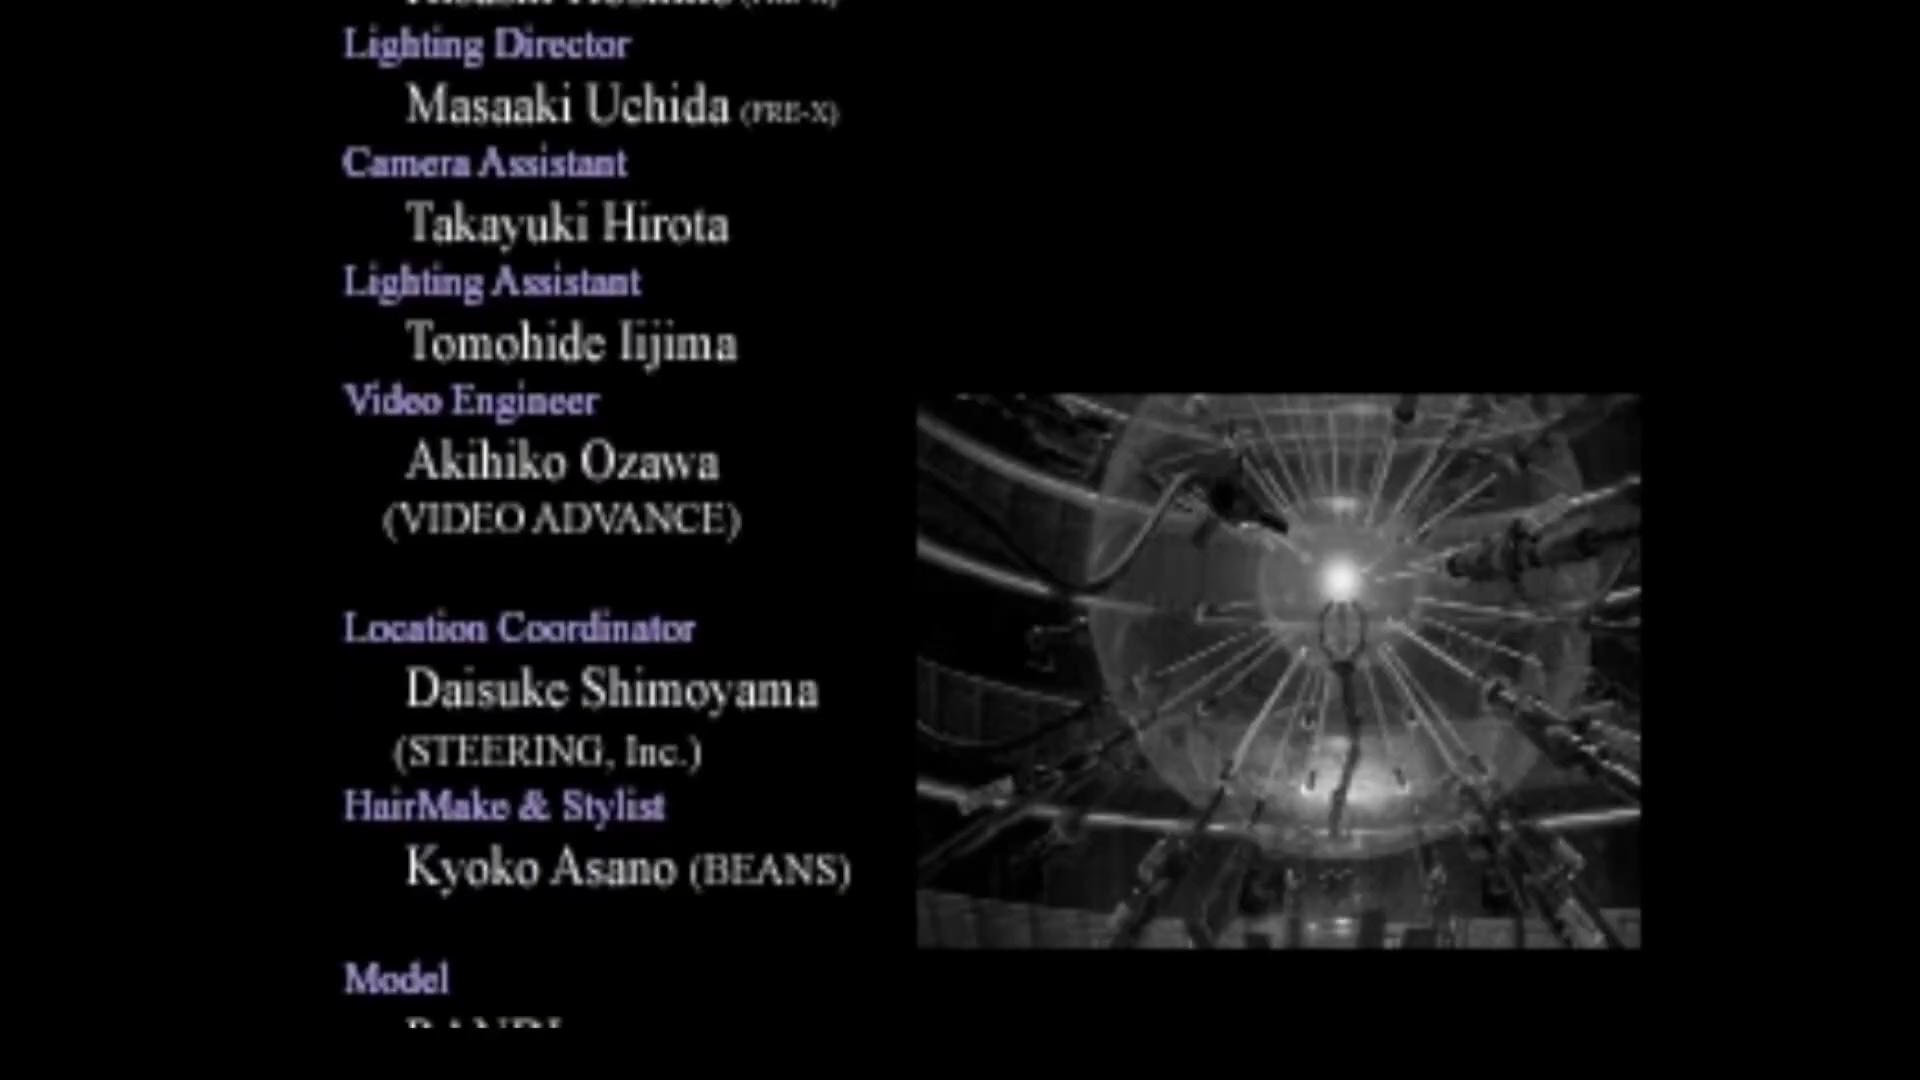 Lighting Director
Masaaki Uchida (FRE-X)
Camera Assistant
Takayuki Hirota
Lighting Assistant
Tomohide Iijima
Video Engineer
Akihiko Ozawa
(VIDEO ADVANCE)
Location Coordinator
Daisuke Shimoyama
(STEERING, Inc.)
HairMake & Stylist
Kyoko Asano (BEANS)
Model